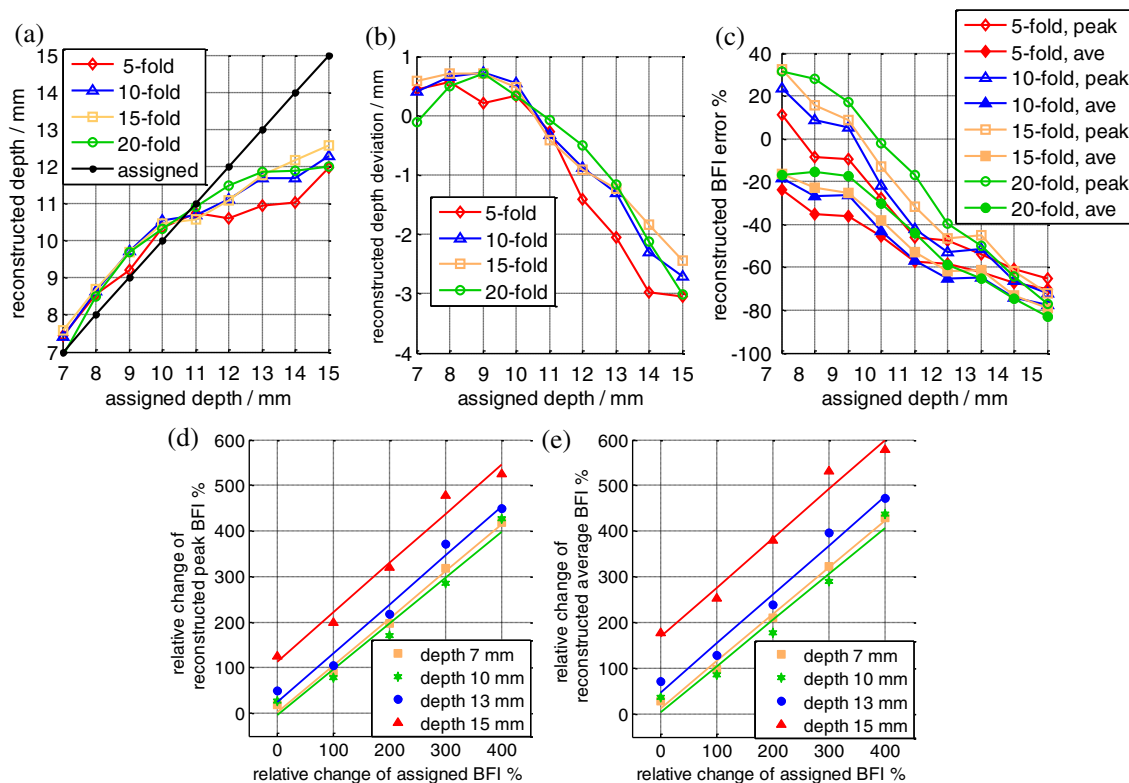 (a)
5-fold
10-fold
15-fold
20-fold
assigned
reconstructed depth / mm
15
14
13
12
11
10
9
8
7
7 8 9 10 11 12 13 14 15
assigned depth / mm
(b)
reconstructed depth deviation / mm
1
0
-1
-2
-3
-4
5-fold
10-fold
15-fold
20-fold
7 8 9 10 11 12 13 14 15
assigned depth / mm
(c)
5-fold, peak
5-fold, ave
10-fold, peak
10-fold, ave
15-fold, peak
15-fold, ave
20-fold, peak
20-fold, ave
reconstructed BFI error %
40
20
0
-20
-40
-60
-80
-100
7 8 9 10 11 12 13 14 15
assigned depth / mm
(d)
relative change of
reconstructed peak BFI %
600
500
400
300
200
100
0
depth 7 mm
depth 10 mm
depth 13 mm
depth 15 mm
0 100 200 300 400
relative change of assigned BFI %
(e)
relative change of
reconstructed average BFI %
600
500
400
300
200
100
0
depth 7 mm
depth 10 mm
depth 13 mm
depth 15 mm
0 100 200 300 400
relative change of assigned BFI %